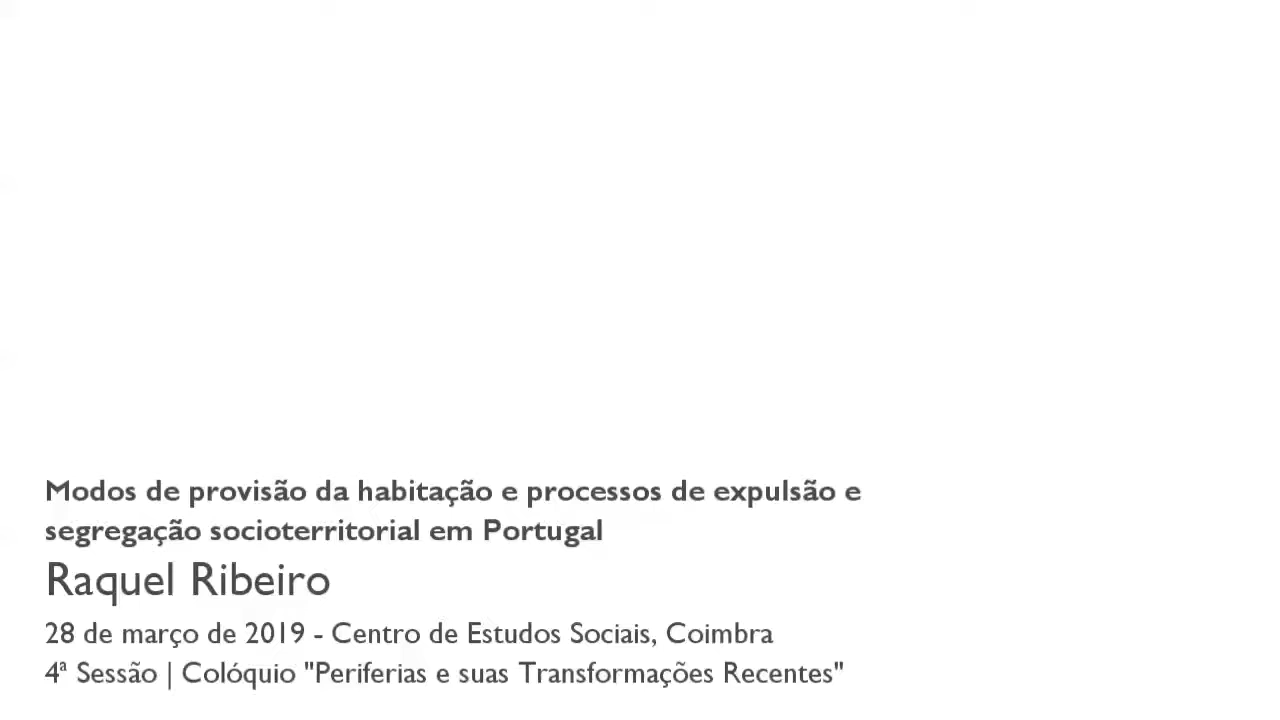 Modos de provisão da habitação e processos de expulsão e
segregação socioterritorial em Portugal
Raquel Ribeiro
28 de março de 2019 - Centro de Estudos Sociais, Coimbra
4ª Sessão | Colóquio "Periferias e suas Transformações Recentes"